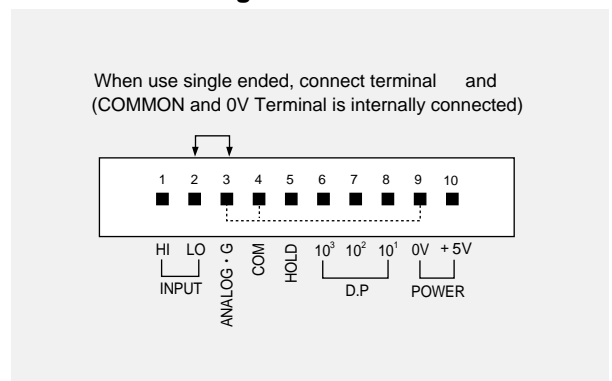 When use single ended, connect terminal and
(COMMON and 0V Terminal is internally connected)
1 2 3 4 5 6 7 8 9 10
HI LO ANALOG・G COM HOLD 10³ 10² 10¹ 0V +5V
INPUT D.P POWER